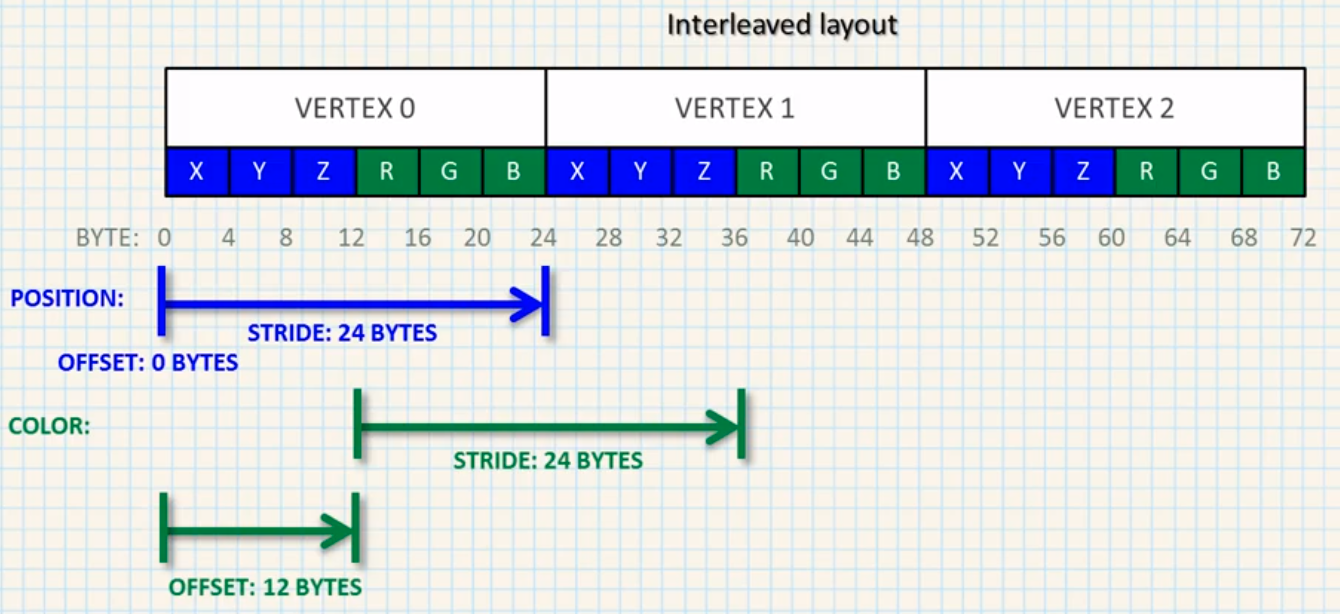 Interleaved layout
VERTEX 0 VERTEX 1 VERTEX 2
X Y Z R G B X Y Z R G B X Y Z R G B
BYTE: 0 4 8 12 16 20 24 28 32 36 40 44 48 52 56 60 64 68 72
POSITION:
STRIDE: 24 BYTES
OFFSET: 0 BYTES
COLOR:
STRIDE: 24 BYTES
OFFSET: 12 BYTES